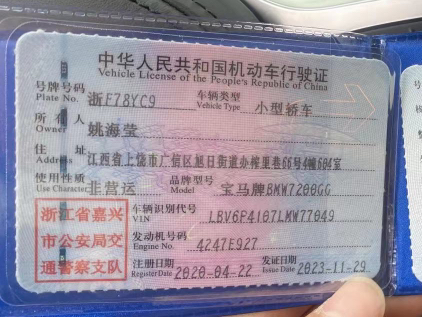 中华人民共和国机动车行驶证
Vehicle License of the People's Republic of China
号牌号码 浙F78YC9 车辆类型 小型轿车
Plate No. Vehicle Type
所有人 姚海莹
Owner
住址 江西省上饶市广信区旭日街道办桦里巷66号4幢604室
Address
使用性质 非营运 品牌型号 宝马牌BMW7200GG
Use Character Model
浙江省嘉兴
市公安局交
通警察支队
车辆识别代号 LBV6F4107LMW77049
VIN
发动机号码 4247E927
Engine No.
注册日期 2020-04-22 发证日期 2023-11-29
Register Date Issue Date